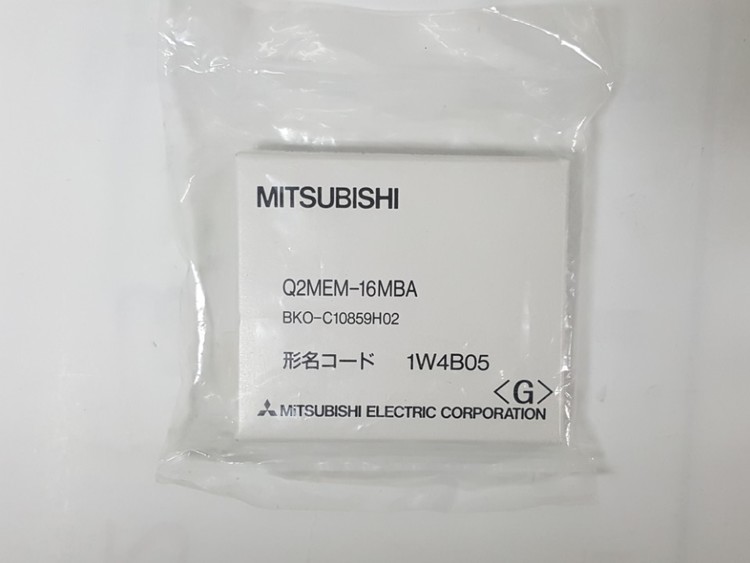 MITSUBISHI
Q2MEM-16MBA
BKO-C10859H02
形名コード 1W4B05
<G>
MITSUBISHI ELECTRIC CORPORATION